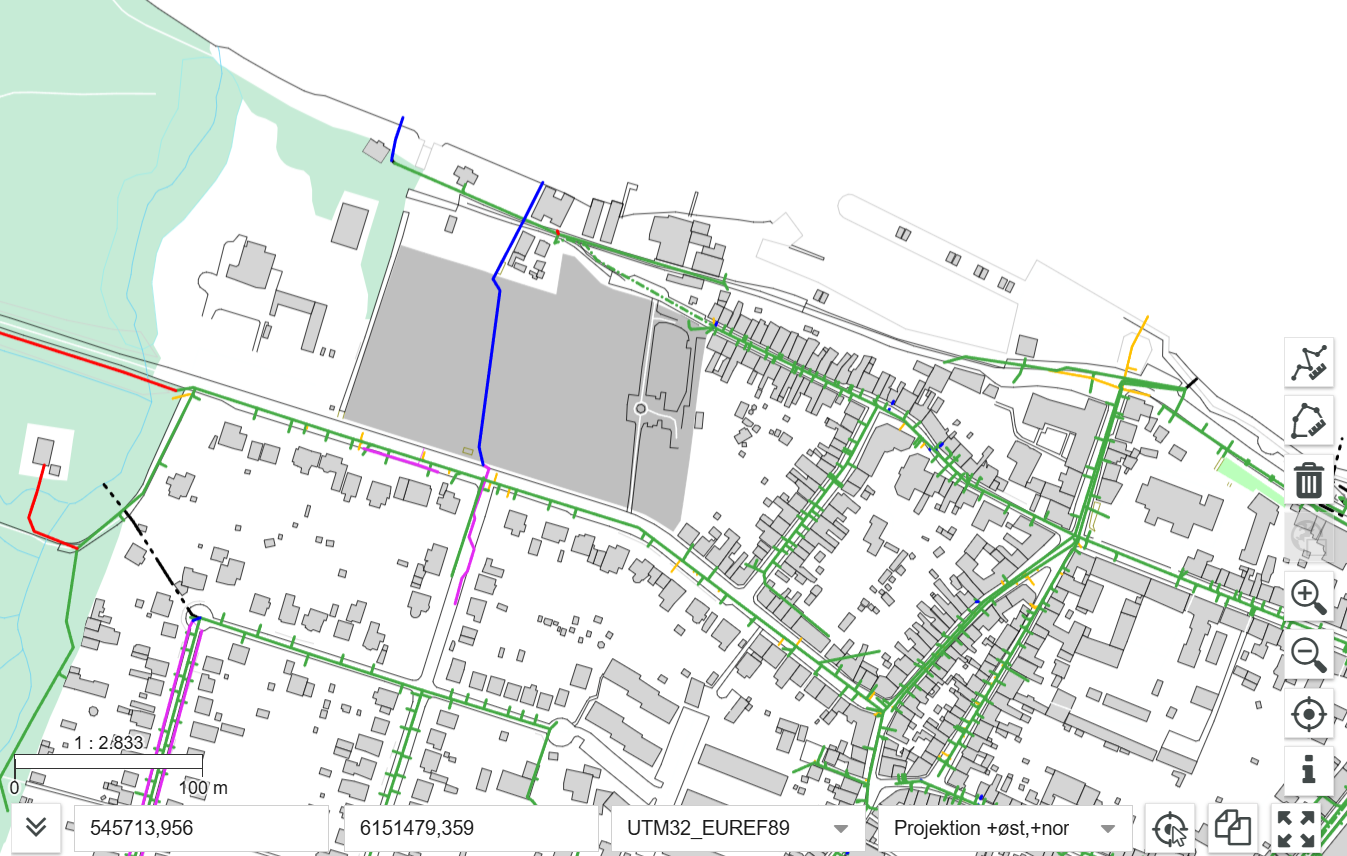 1 : 2.833
0
100 m
545713,956
6151479,359
UTM32_EUREF89
Projektion +øst,+nor